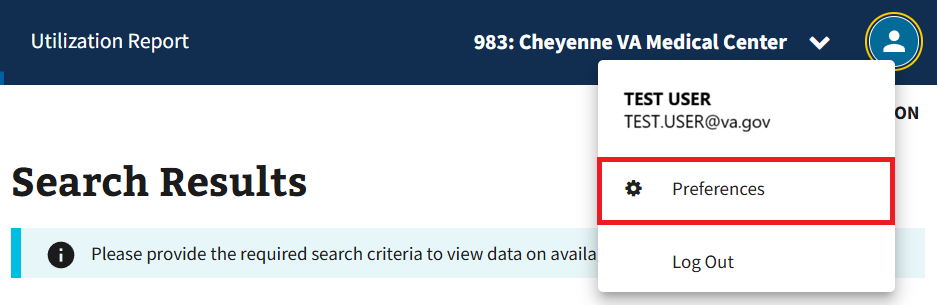 Utilization Report
983: Cheyenne VA Medical Center
TEST USER
TEST.USER@va.gov
ON
Search Results
Preferences
Please provide the required search criteria to view data on availa
Log Out